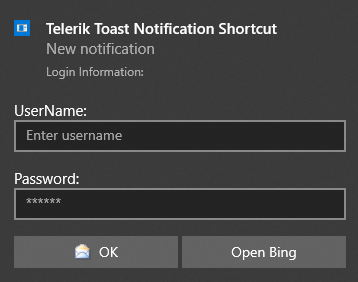 Telerik Toast Notification Shortcut
New notification
Login Information:
UserName:
Enter username
Password:
******
OK
Open Bing